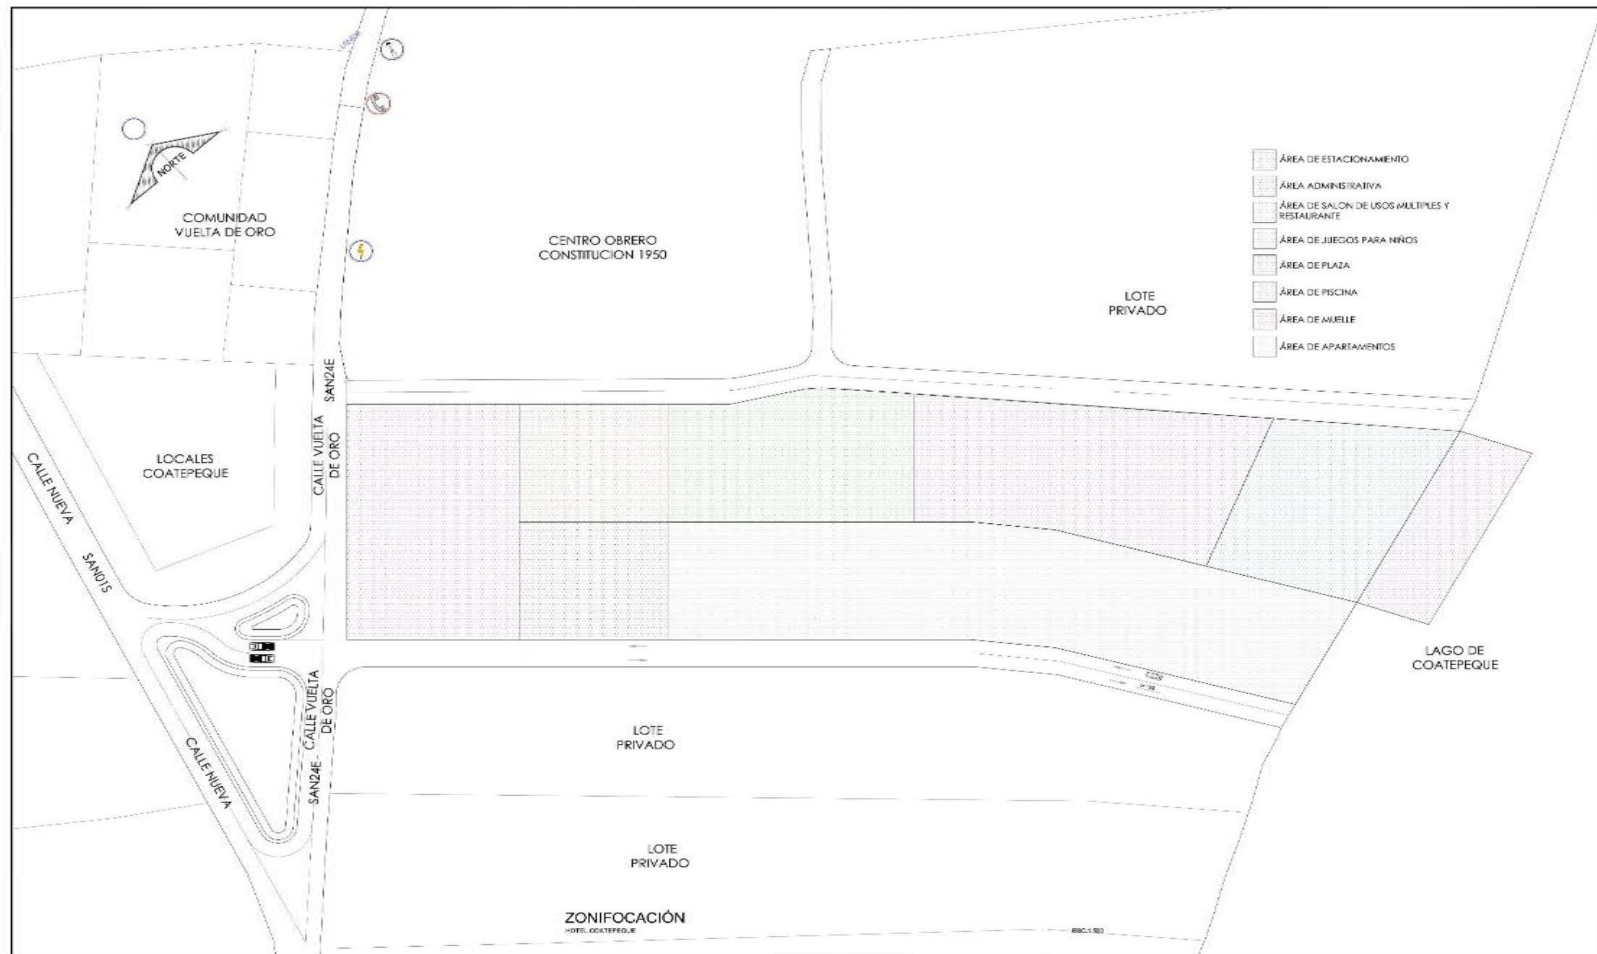 NORTE
COMUNIDAD
VUELTA DE ORO
CENTRO OBRERO
CONSTITUCION 1950
LOTE
PRIVADO
ÁREA DE ESTACIONAMIENTO
ÁREA ADMINISTRATIVA
ÁREA DE SALON DE USOS MULTIPLES Y
RESTAURANTE
ÁREA DE JUEGOS PARA NIÑOS
ÁREA DE PLAZA
ÁREA DE PISCINA
ÁREA DE MUELLE
ÁREA DE APARTAMENTOS
SAN24E
CALLE VUELTA
DE ORO
LOCALES
COATEPEQUE
CALLE NUEVA
SAN01S
LAGO DE
COATEPEQUE
CALLE NUEVA
SAN24E - CALLE VUELTA
DE ORO
LOTE
PRIVADO
LOTE
PRIVADO
ZONIFOCACIÓN
HOTEL COATEPEQUE